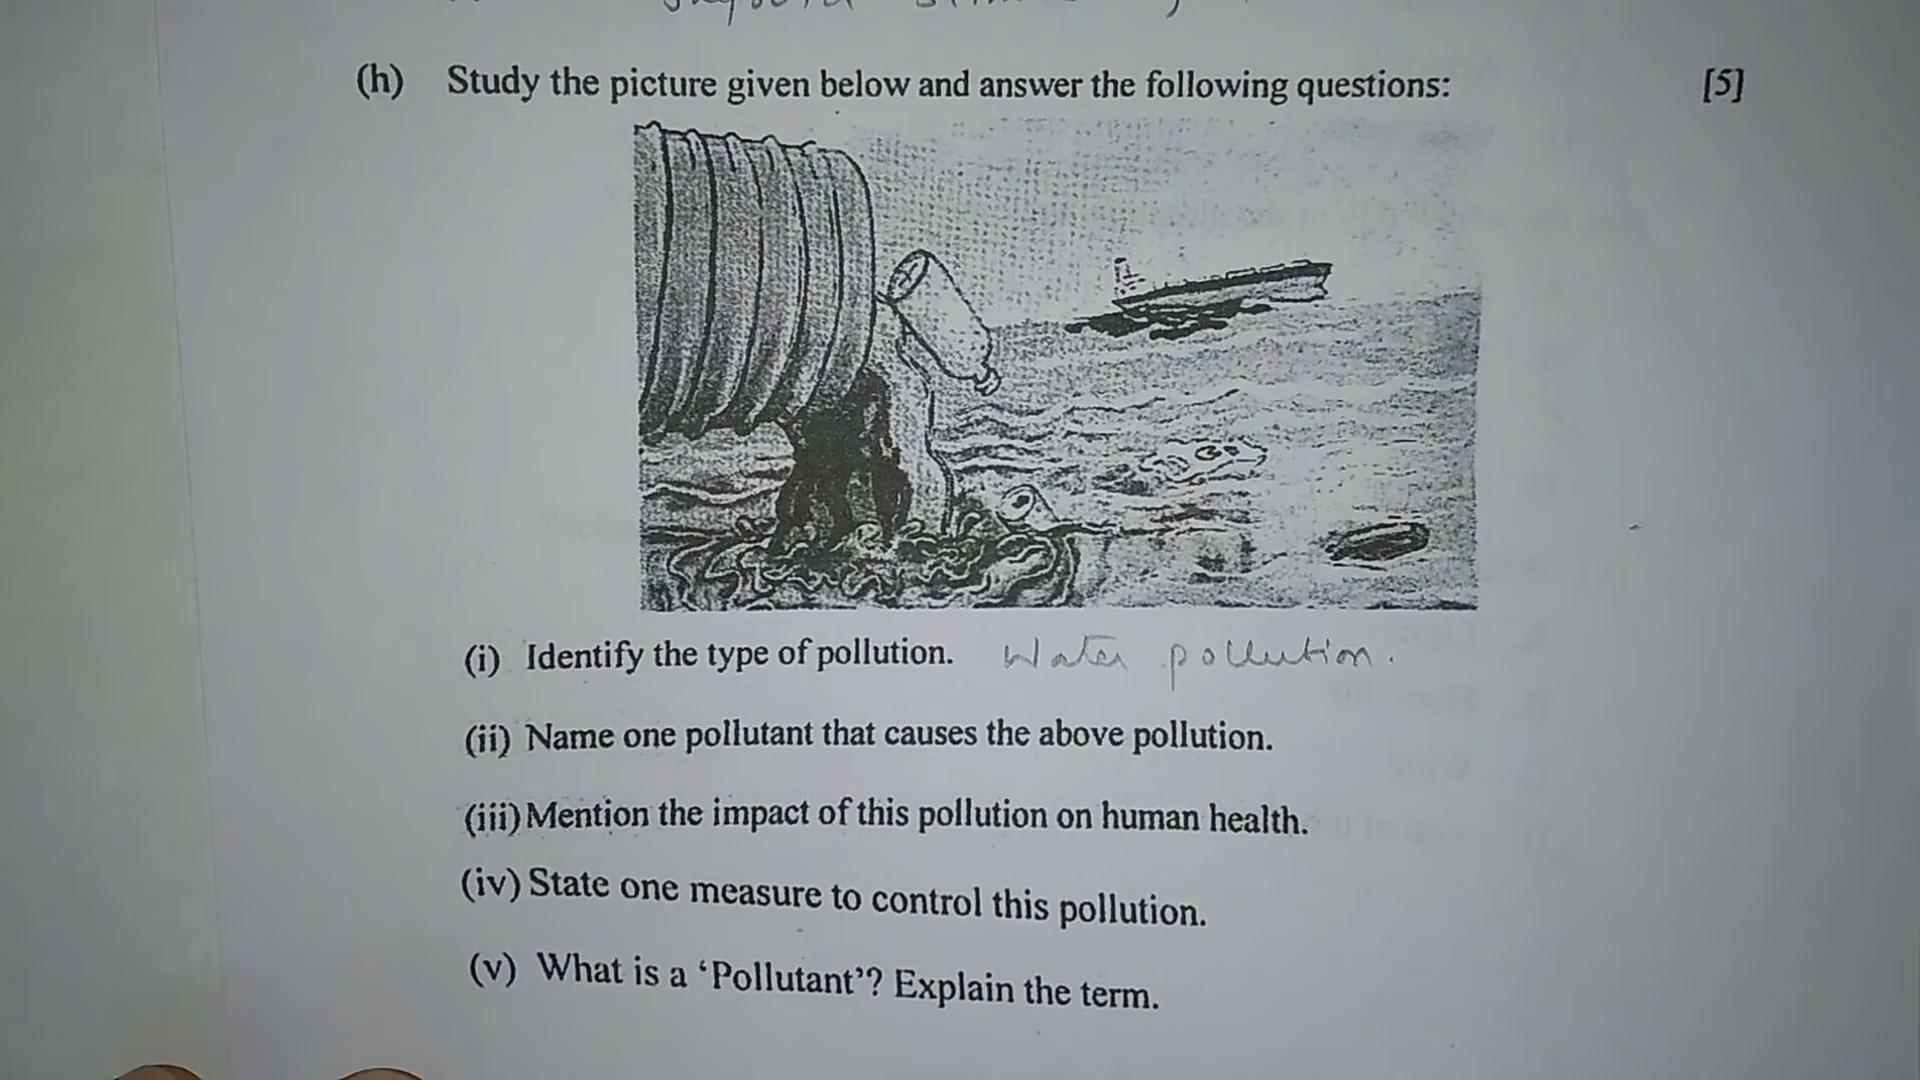 (h) Study the picture given below and answer the following questions: [5]
(i) Identify the type of pollution. Water pollution.
(ii) Name one pollutant that causes the above pollution.
(iii) Mention the impact of this pollution on human health.
(iv) State one measure to control this pollution.
(v) What is a ‘Pollutant’? Explain the term.